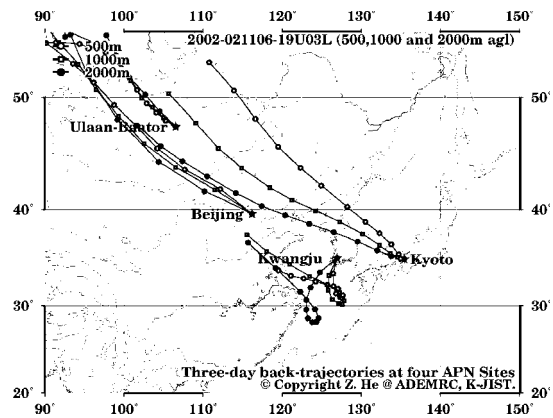 90° 100° 110° 120° 130° 140° 150°
2002-021106-19U03L (500,1000 and 2000m agl)
500m
1000m
2000m
50° 50°
Ulaan-Baator
40° Beijing 40°
Kwangju Kyoto
30° 30°
Three-day back-trajectories at four APN Sites
© Copyright Z. He @ ADEMRC, K-JIST.
20° 20°
90° 100° 110° 120° 130° 140° 150°